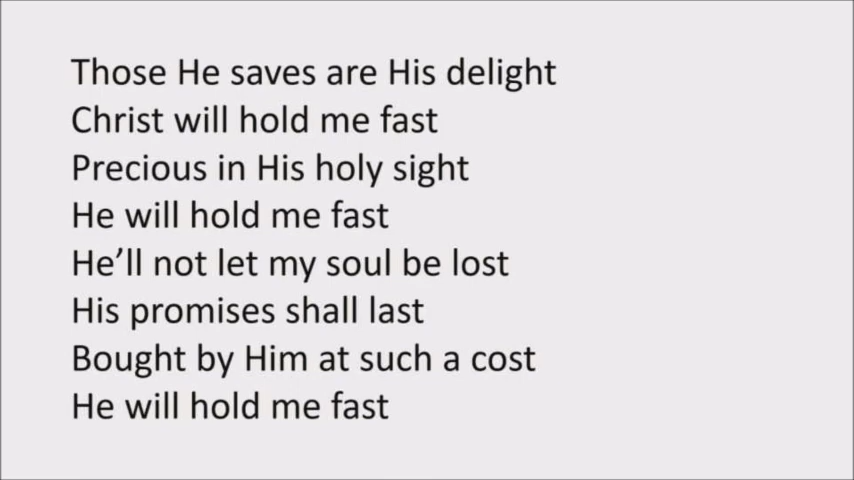 Those He saves are His delight
Christ will hold me fast
Precious in His holy sight
He will hold me fast
He’ll not let my soul be lost
His promises shall last
Bought by Him at such a cost
He will hold me fast